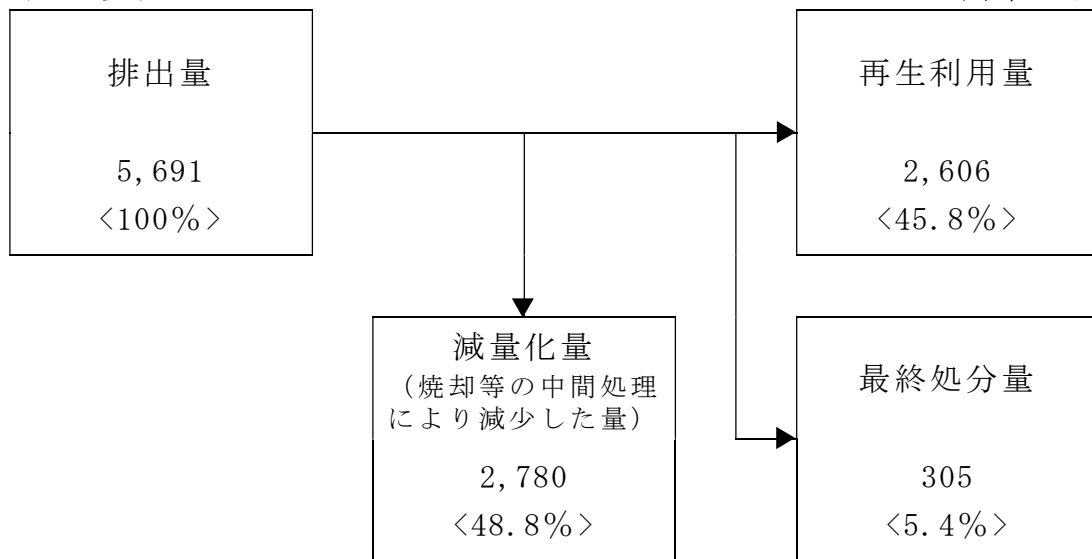 排出量
5,691
<100%>
再生利用量
2,606
<45.8%>
減量化量
(焼却等の中間処理
により減少した量)
2,780
<48.8%>
最終処分量
305
<5.4%>